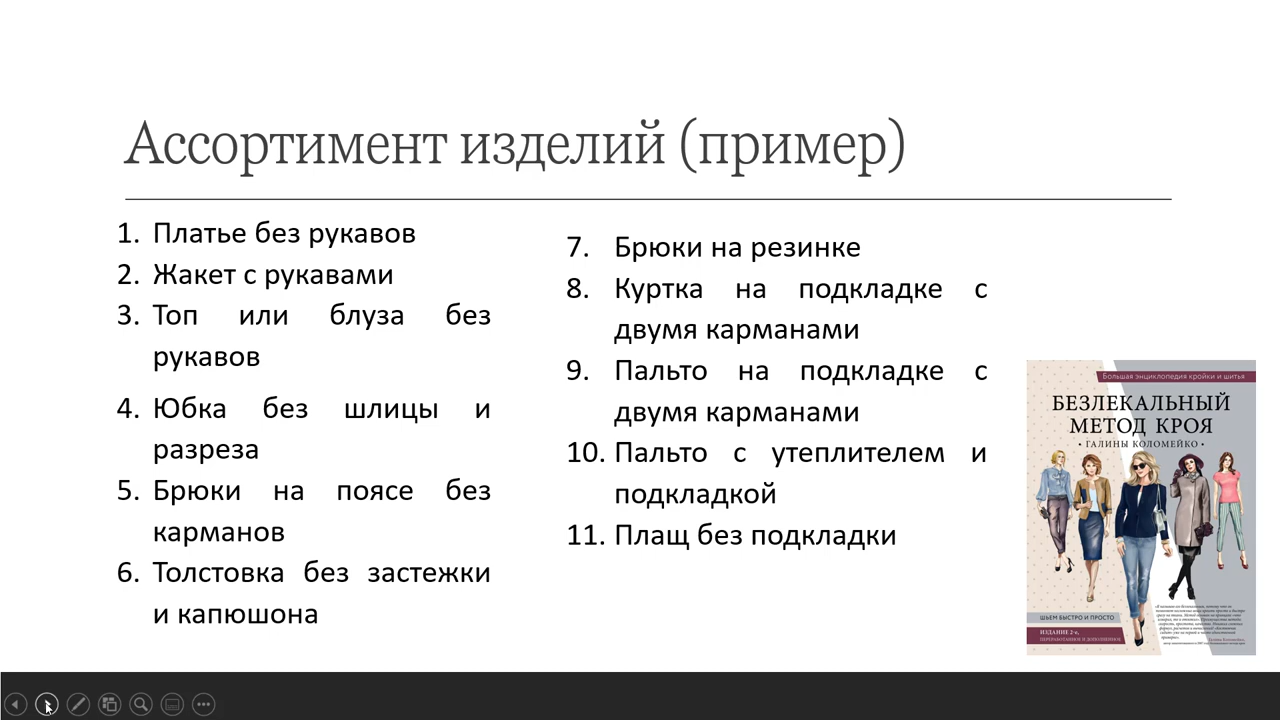 Ассортимент изделий (пример)
1. Платье без рукавов
2. Жакет с рукавами
3. Топ или блуза без
рукавов
4. Юбка без шлицы и
разреза
5. Брюки на поясе без
карманов
6. Толстовка без застежки
и капюшона
7. Брюки на резинке
8. Куртка на подкладке с
двумя карманами
9. Пальто на подкладке с
двумя карманами
10. Пальто с утеплителем и
подкладкой
11. Плащ без подкладки
Большая энциклопедия кройки и шитья
БЕЗЛЕКАЛЬНЫЙ
МЕТОД КРОЯ
• ГАЛИНЫ КОЛОМЕЙКО •
ШЬЕМ БЫСТРО И ПРОСТО
ИЗДАНИЕ 2-е,
ПЕРЕРАБОТАННОЕ И ДОПОЛНЕННОЕ